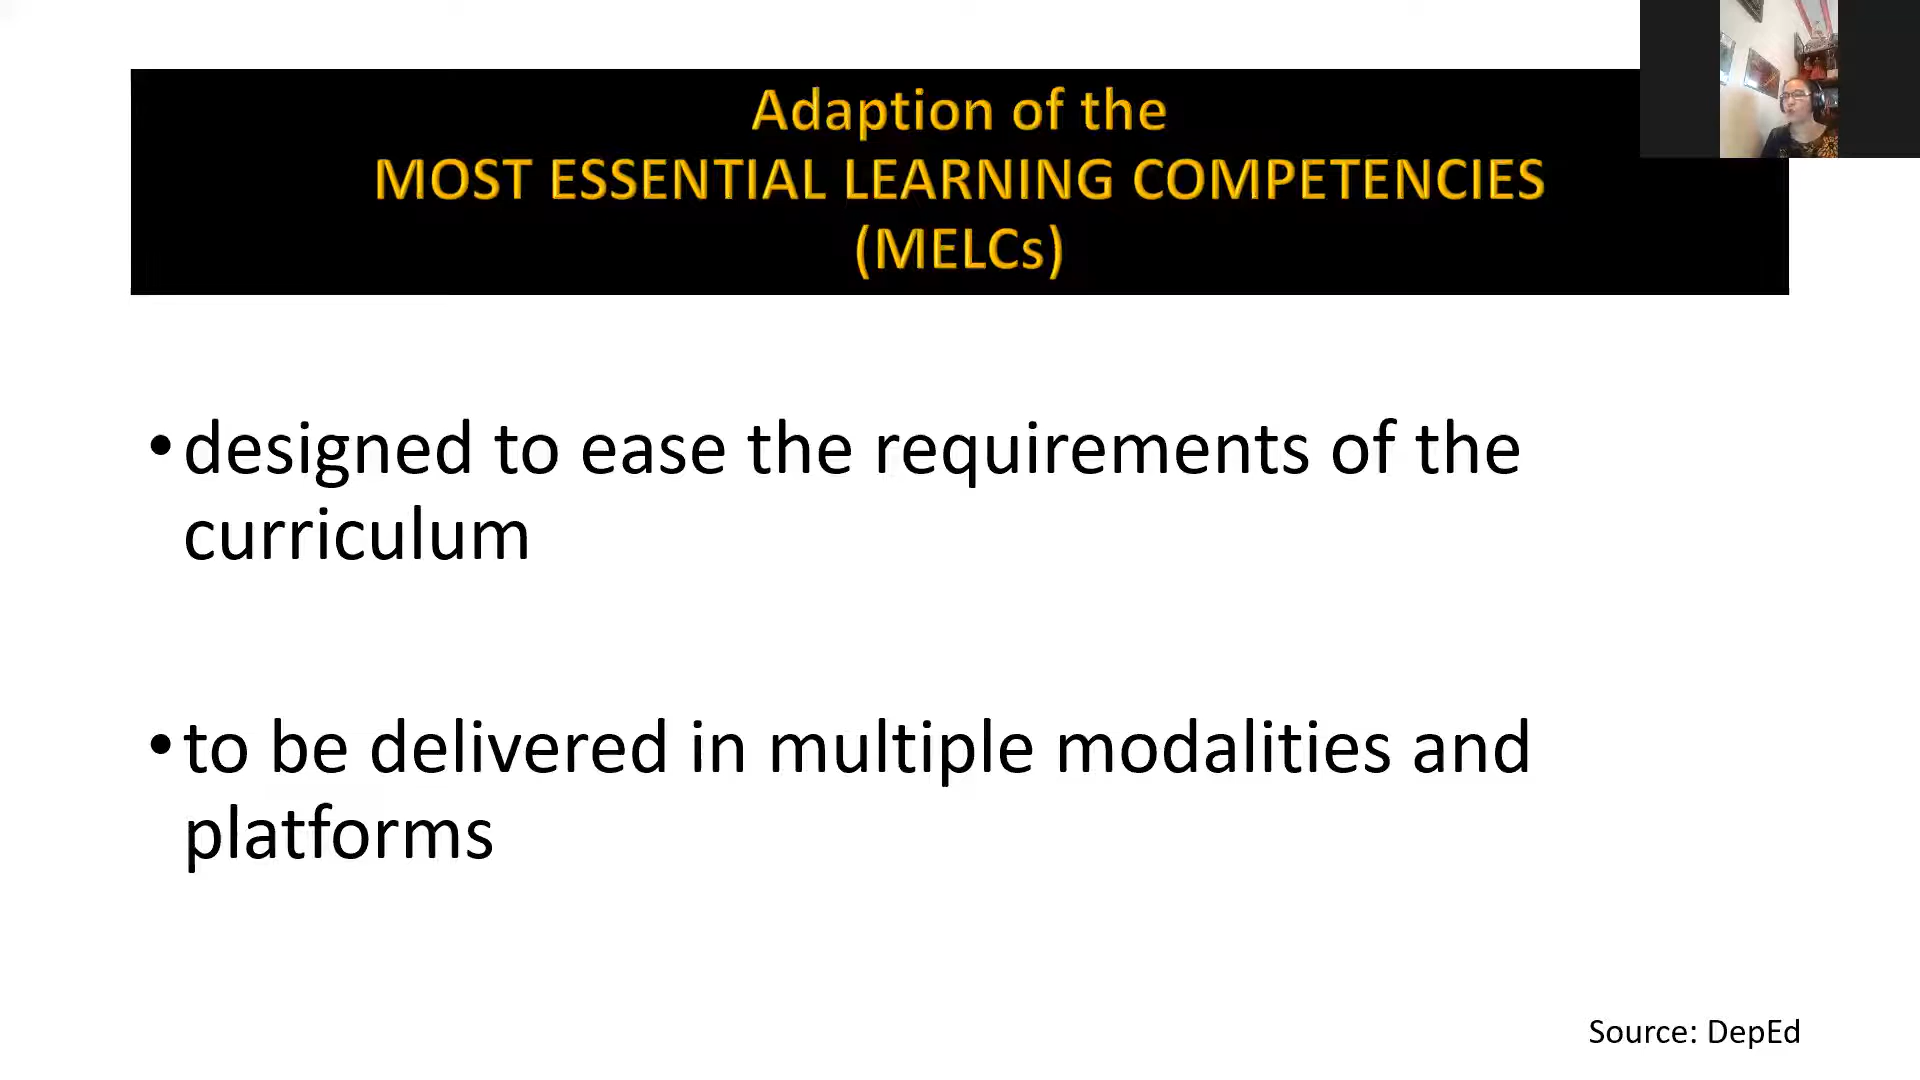 Adaption of the
MOST ESSENTIAL LEARNING COMPETENCIES
(MELCs)
•designed to ease the requirements of the
curriculum
•to be delivered in multiple modalities and
platforms
Source: DepEd